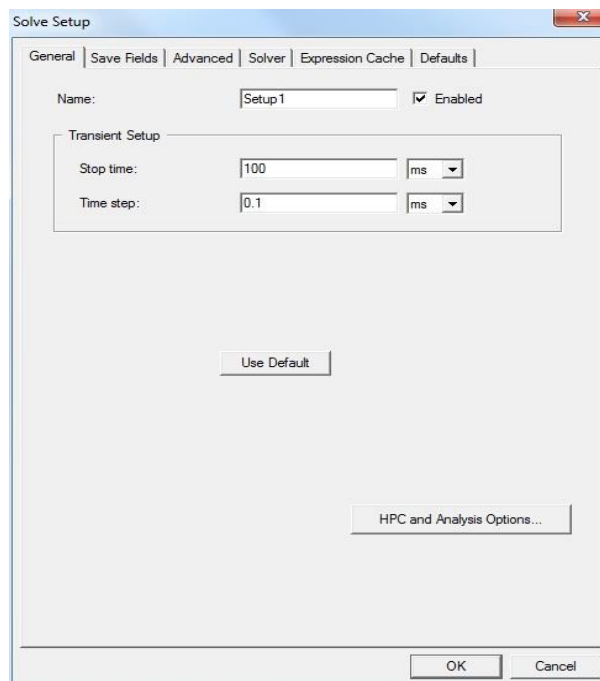 Solve Setup
General Save Fields Advanced Solver Expression Cache Defaults
Name: Setup1 Enabled
Transient Setup
Stop time: 100 ms
Time step: 0.1 ms
Use Default
HPC and Analysis Options...
OK Cancel